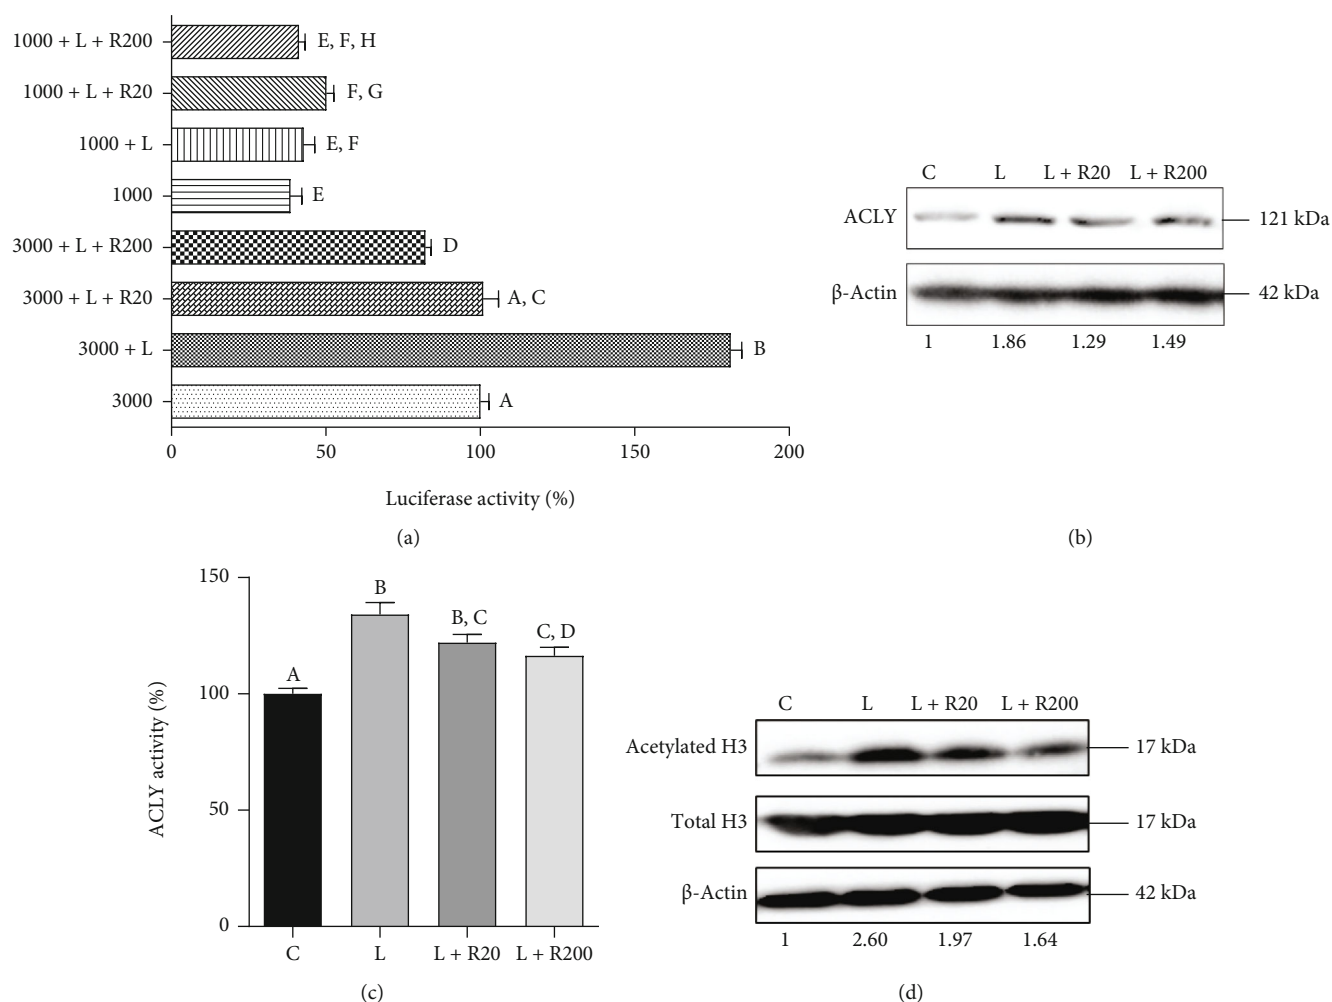 1000 + L + R200
E, F, H
1000 + L + R20
F, G
1000 + L
E, F
1000
E
3000 + L + R200
D
3000 + L + R20
A, C
3000 + L
B
3000
A
0 50 100 150 200
Luciferase activity (%)
(a)
C L L + R20 L + R200
ACLY 121 kDa
β-Actin 42 kDa
1 1.86 1.29 1.49
(b)
150
100
50
0
ACLY activity (%)
A
B
B, C
C, D
C L L + R20 L + R200
(c)
C L L + R20 L + R200
Acetylated H3 17 kDa
Total H3 17 kDa
β-Actin 42 kDa
1 2.60 1.97 1.64
(d)